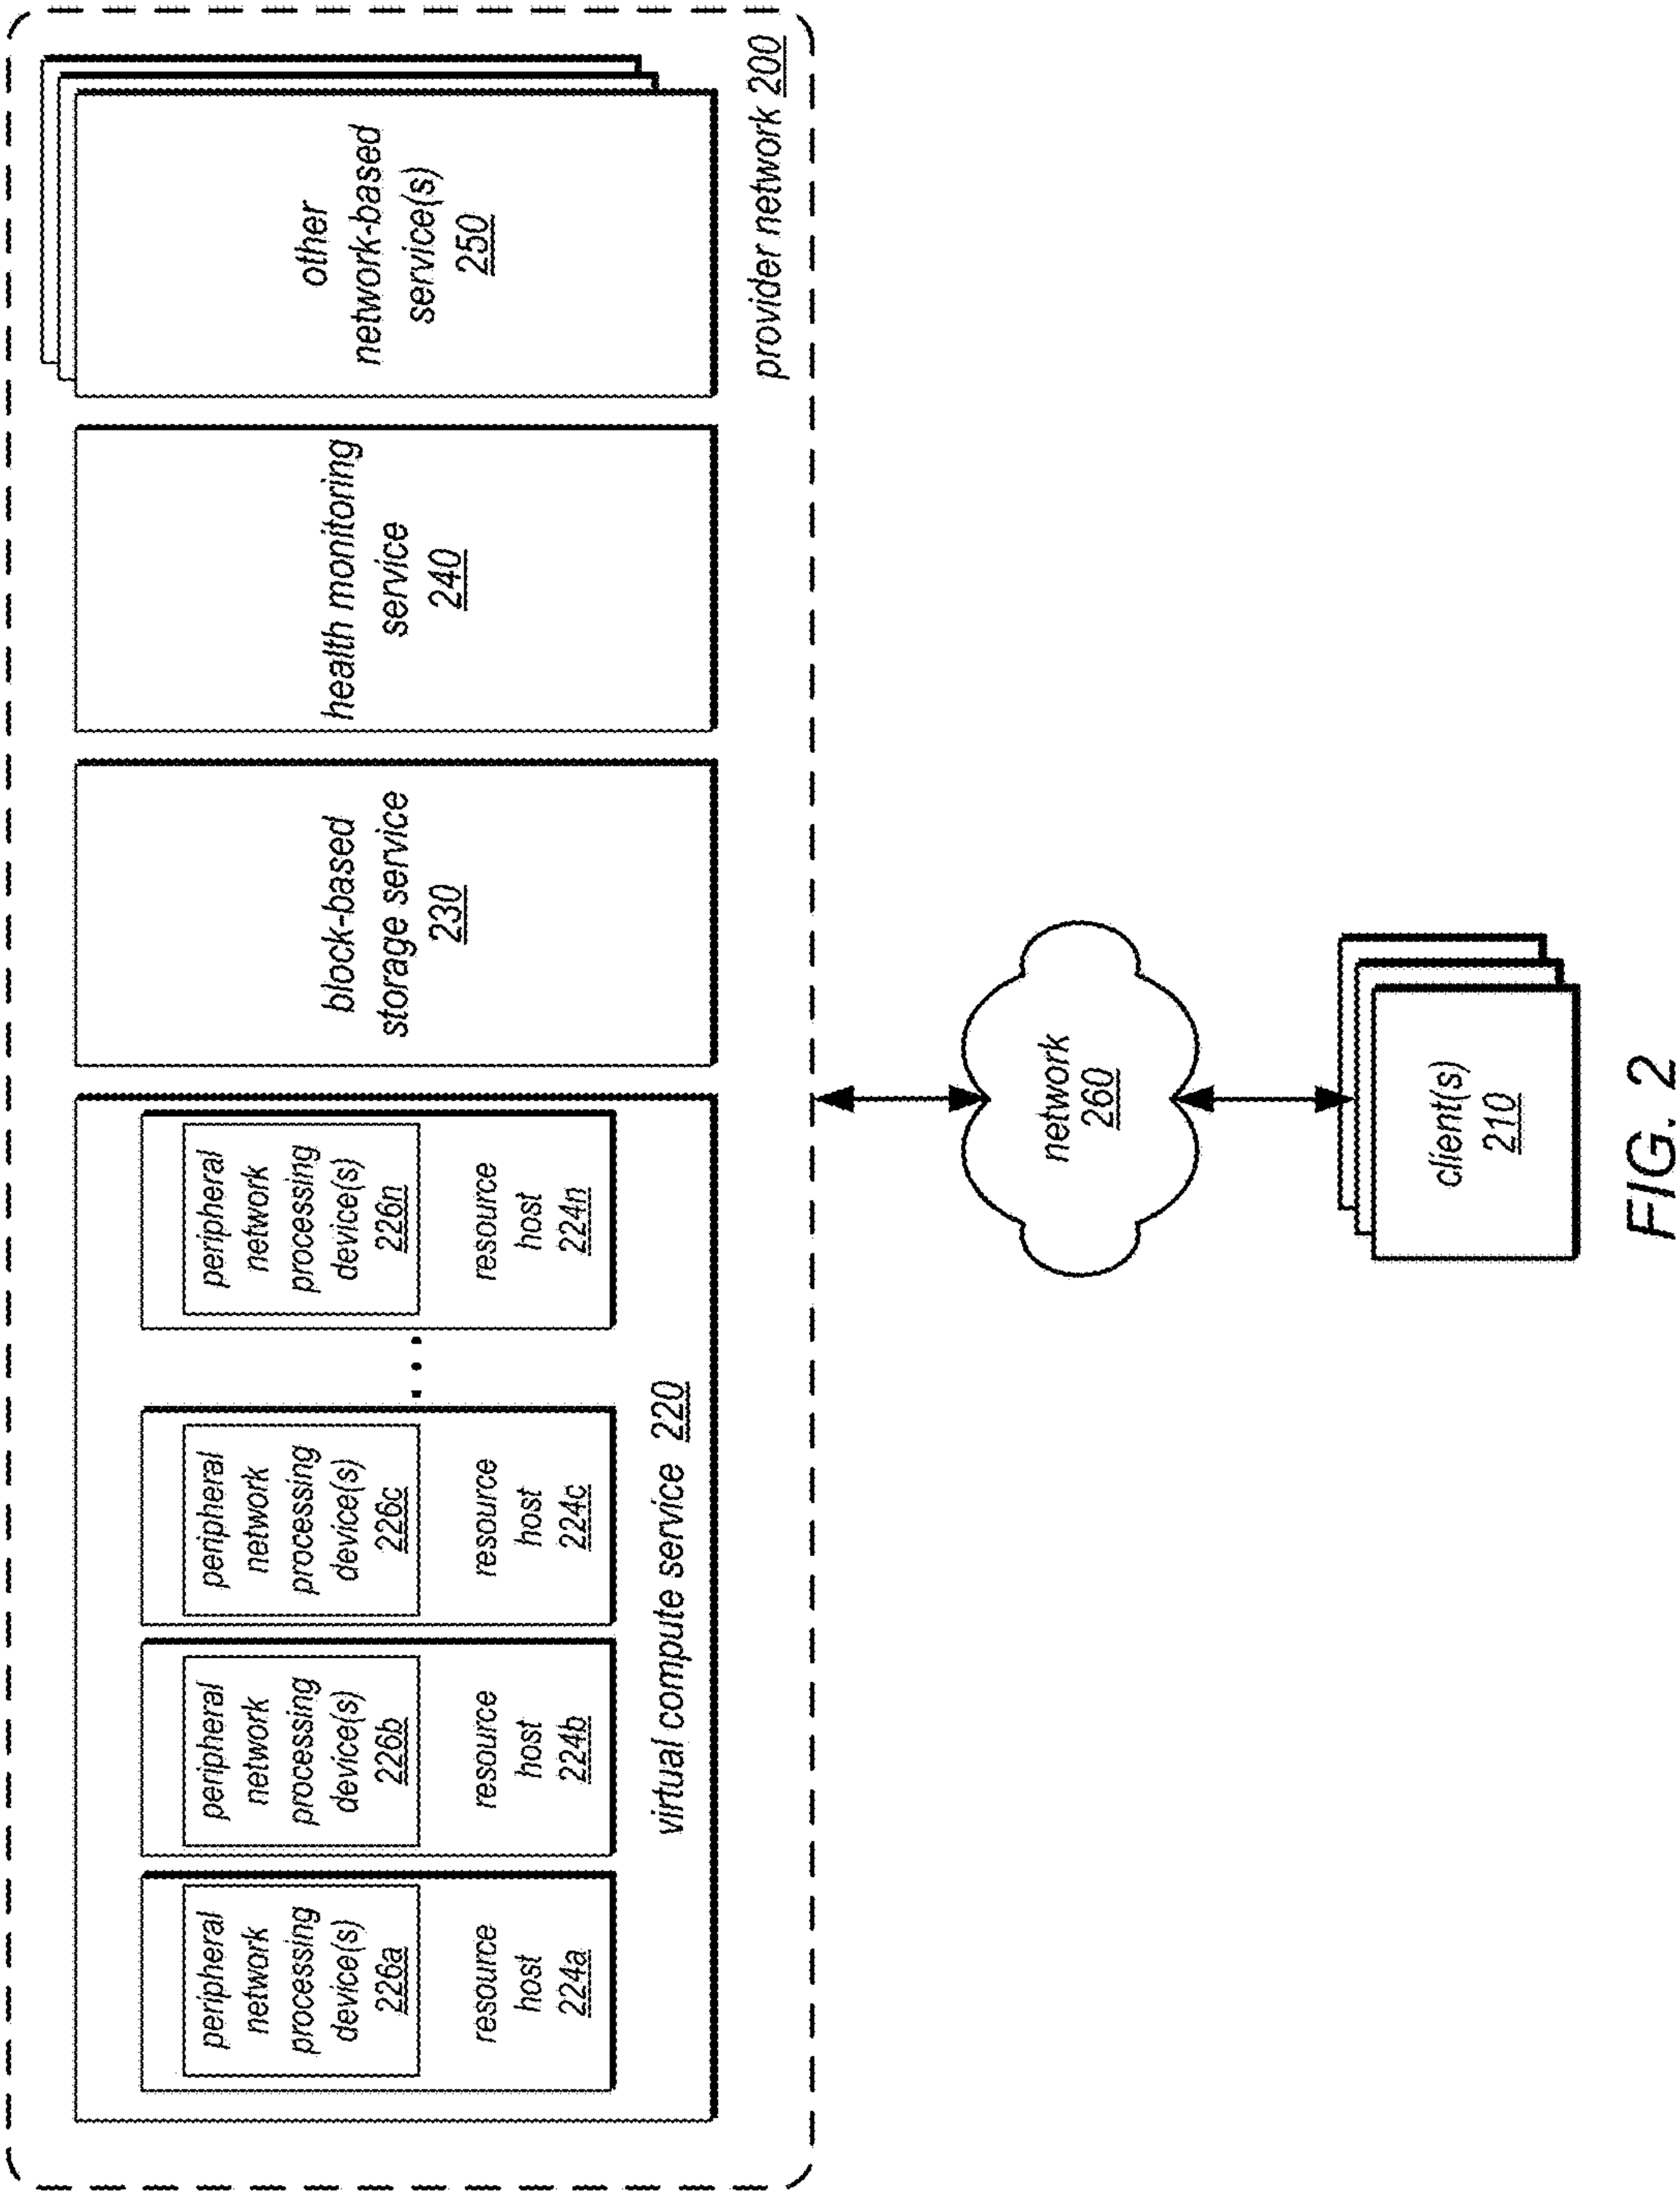 peripheral
network
processing
device(s)
226a
resource
host
224a
peripheral
network
processing
device(s)
226b
resource
host
224b
peripheral
network
processing
device(s)
226c
resource
host
224c
. . .
peripheral
network
processing
device(s)
226n
resource
host
224n
virtual compute service 220
block-based
storage service
230
health monitoring
service
240
other
network-based
service(s)
250
provider network 200
network
260
client(s)
210
FIG. 2